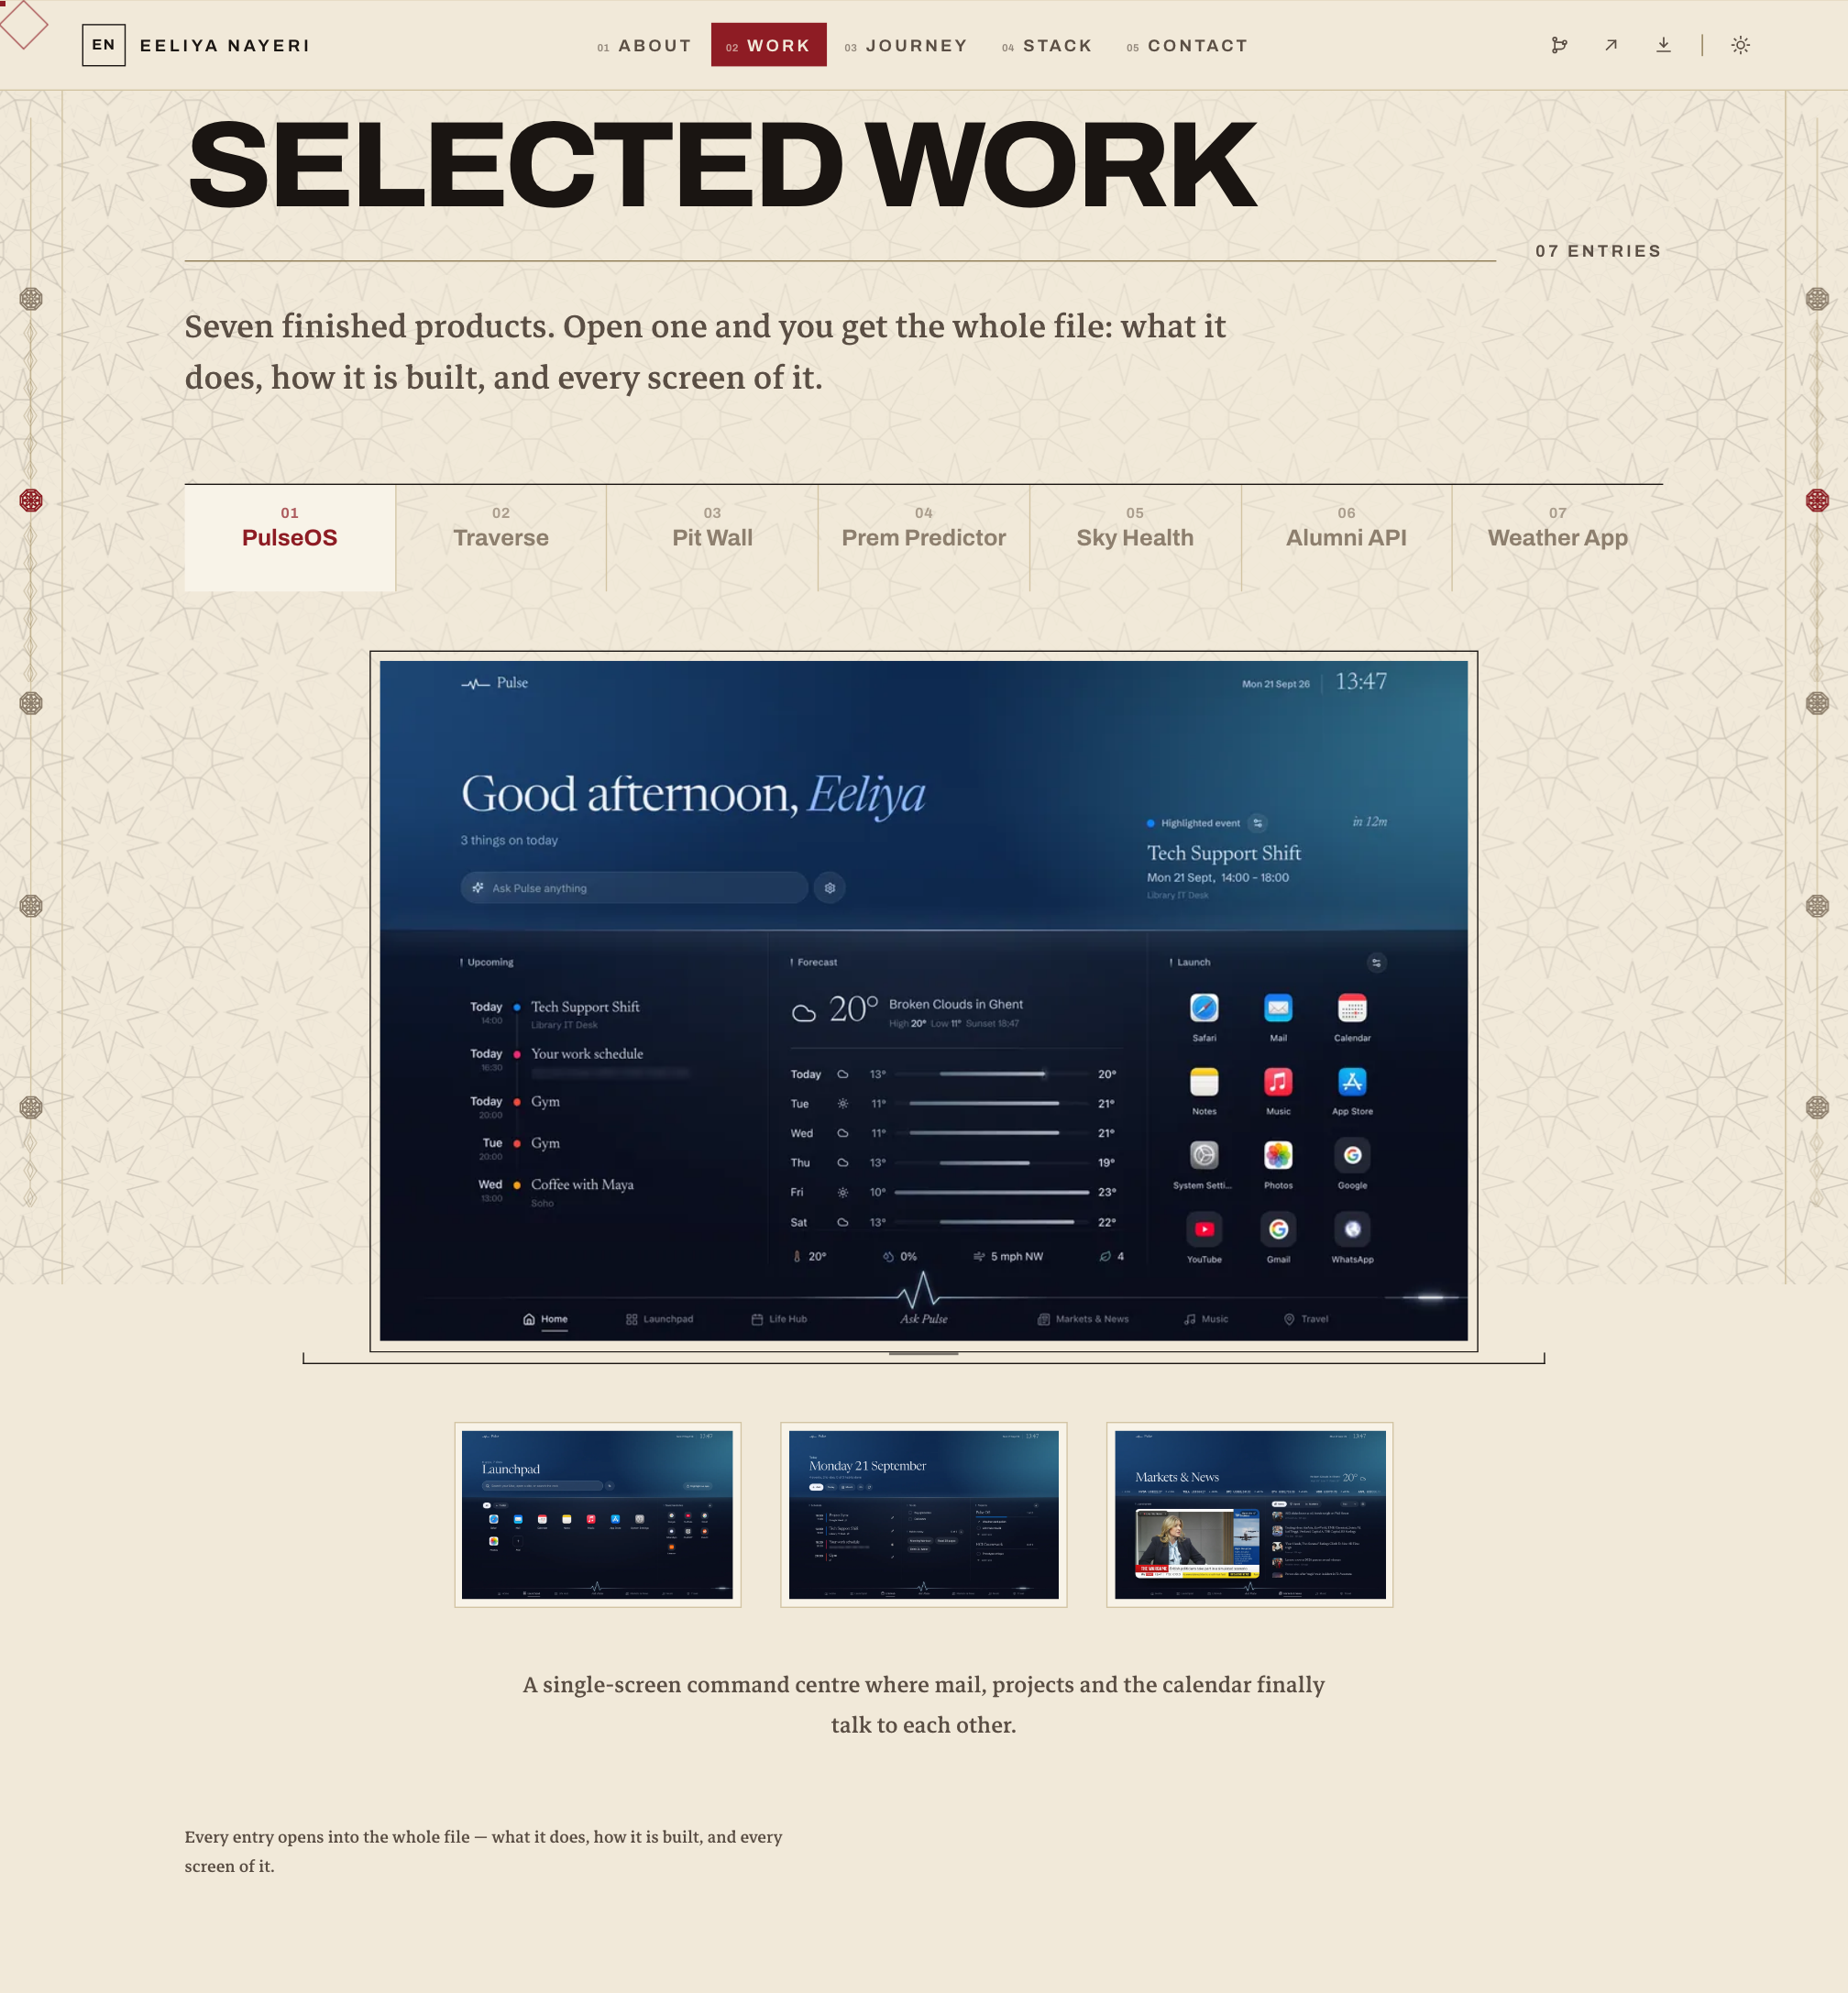 EN EELIYA NAYERI
01 ABOUT 02 WORK 03 JOURNEY 04 STACK 05 CONTACT
SELECTED WORK
07 ENTRIES
Seven finished products. Open one and you get the whole file: what it
does, how it is built, and every screen of it.
01 02 03 04 05 06 07
PulseOS Traverse Pit Wall Prem Predictor Sky Health Alumni API Weather App
Pulse
Mon 21 Sept 26 13:47
Good afternoon, Eeliya
3 things on today
Ask Pulse anything
Highlighted event in 12m
Tech Support Shift
Mon 21 Sept, 14:00 – 18:00
Library IT Desk
Upcoming
Today Tech Support Shift
14:00 Library IT Desk
Today Your work schedule
16:30
Today Gym
20:00
Tue Gym
20:00
Wed Coffee with Maya
13:00 Soho
Forecast
20° Broken Clouds in Ghent
High 20° Low 11° Sunset 18:47
Today 13° 20°
Tue 11° 21°
Wed 11° 21°
Thu 13° 19°
Fri 10° 23°
Sat 13° 22°
20° 0% 5 mph NW 4
Launch
Safari Mail Calendar
Notes Music App Store
System Setti... Photos Google
YouTube Gmail WhatsApp
Home Launchpad Life Hub Ask Pulse Markets & News Music Travel
Launchpad
Monday 21 September
Markets & News
20°
A single-screen command centre where mail, projects and the calendar finally
talk to each other.
Every entry opens into the whole file — what it does, how it is built, and every
screen of it.